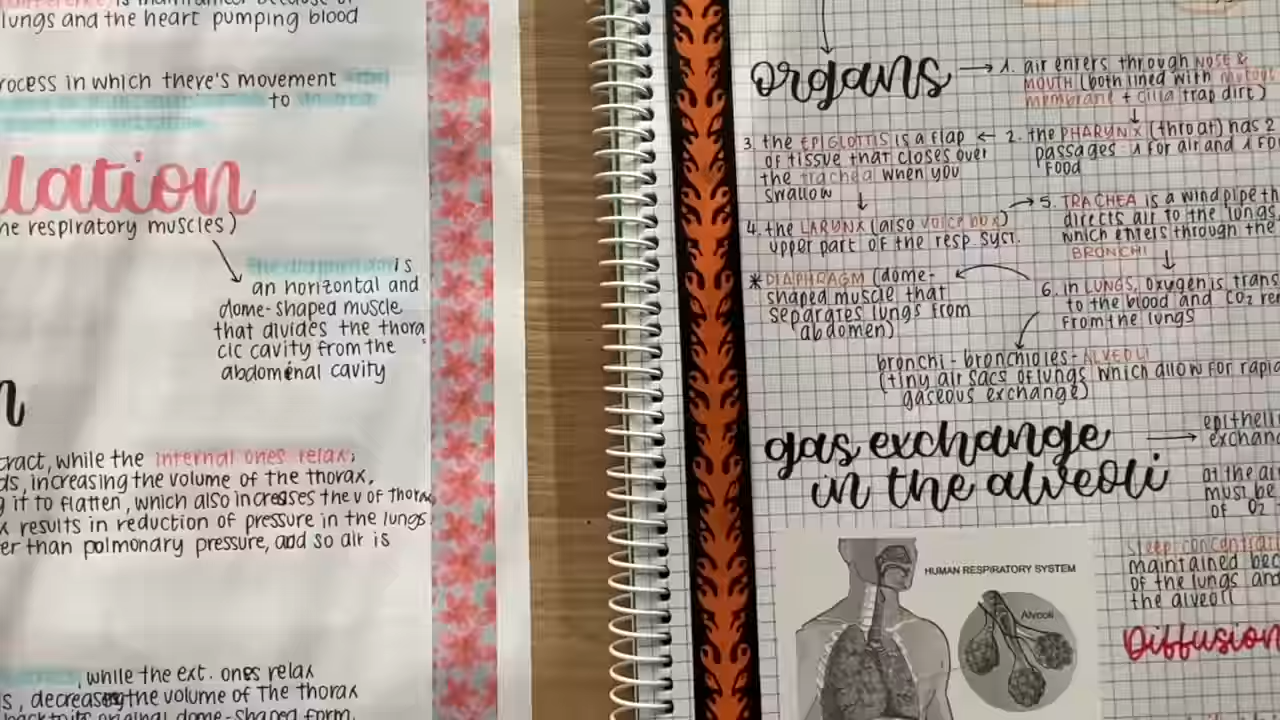 lungs and the heart pumping blood
process in which there's movement
to
lation
he respiratory muscles)
is
an horizontal and
dome-shaped muscle
that divides the thora
cic cavity from the
abdominal cavity
tract, while the internal ones relax;
ds, increasing the volume of the thorax,
g it to flatten, which also increases the v of thorax
x results in reduction of pressure in the lungs
er than pulmonary pressure, and so air is
, while the ext. ones relax
s, decreasing the volume of The thorax
back to its original dome-shaped form.
organs
1. air enters through NOSE &
MOUTH (both lined with
membrane + cilia trap dirt)
2. the PHARYNX (throat) has 2
passages: 1 for air and 1 FO
FOOD
3. the EPIGLOTTIS is a flap
of tissue that closes over
the trachea when you
swallow
4. the LARYNX (also voice box)
upper part of the resp. syst.
5. TRACHEA is a windpipe th
directs air to the lungs
which enters through the
BRONCHI
6. in LUNGS, Oxygen is trans
to the blood and CO2 re
From the lungs
* DIAPHRAGM (dome-
shaped muscle that
separates lungs from
abdomen)
bronchi - bronchioles - ALVEOLI
(tiny air sacs of lungs which allow for rapid
gaseous exchange)
gas exchange
in the alveoli
epitheli
exchan
at the al
must be
of O2
steep concentrati
maintained bec
of the lungs and
the alveoli
Diffusion
HUMAN RESPIRATORY SYSTEM
Alveoli